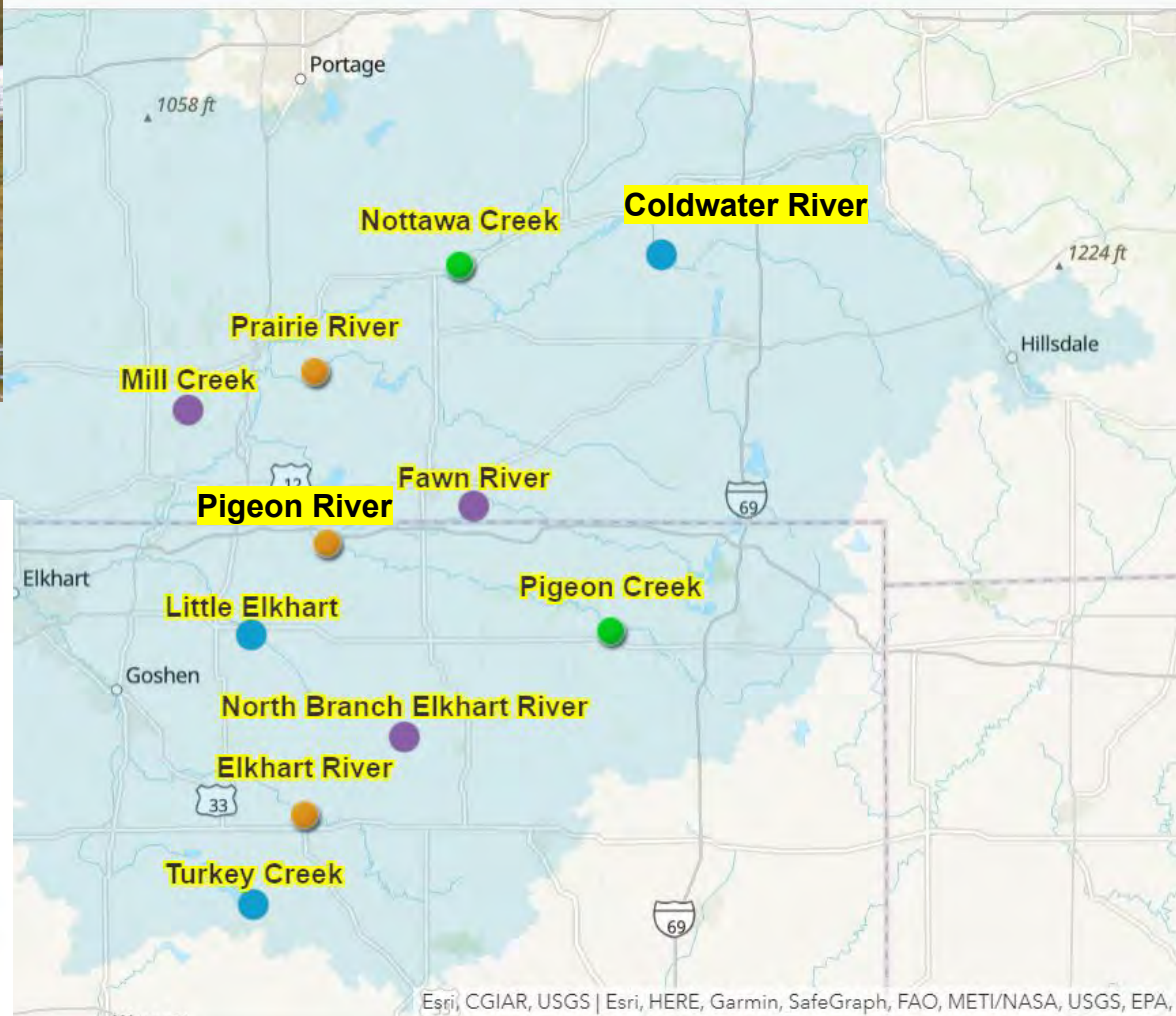 Portage
1058 ft
Coldwater River
Nottawa Creek
1224 ft
Prairie River
Hillsdale
Mill Creek
Fawn River
12
69
Pigeon River
Elkhart
Pigeon Creek
Little Elkhart
Goshen
North Branch Elkhart River
Elkhart River
33
Turkey Creek
69
Esri, CGIAR, USGS | Esri, HERE, Garmin, SafeGraph, FAO, METI/NASA, USGS, EPA,